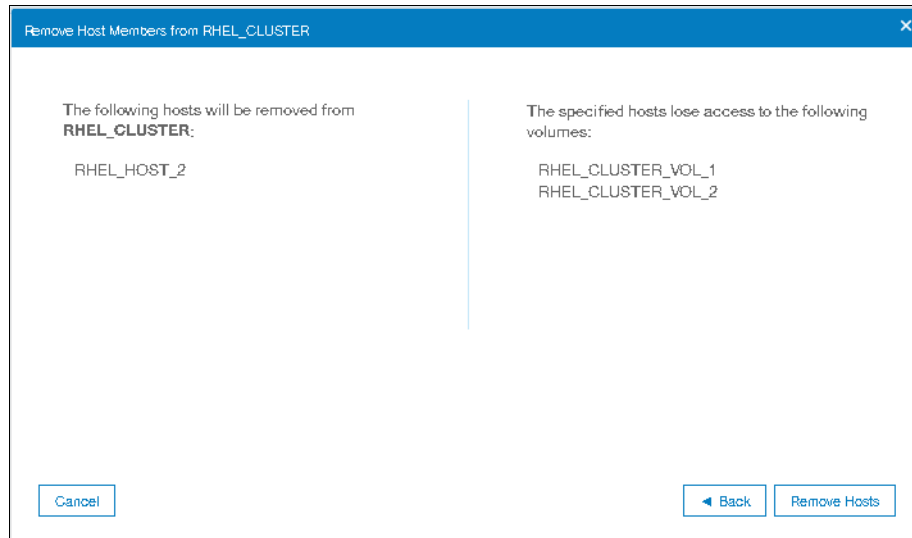 Remove Host Members from RHEL_CLUSTER
×
The following hosts will be removed from
RHEL_CLUSTER:
RHEL_HOST_2
The specified hosts lose access to the following
volumes:
RHEL_CLUSTER_VOL_1
RHEL_CLUSTER_VOL_2
Cancel
◄ Back
Remove Hosts